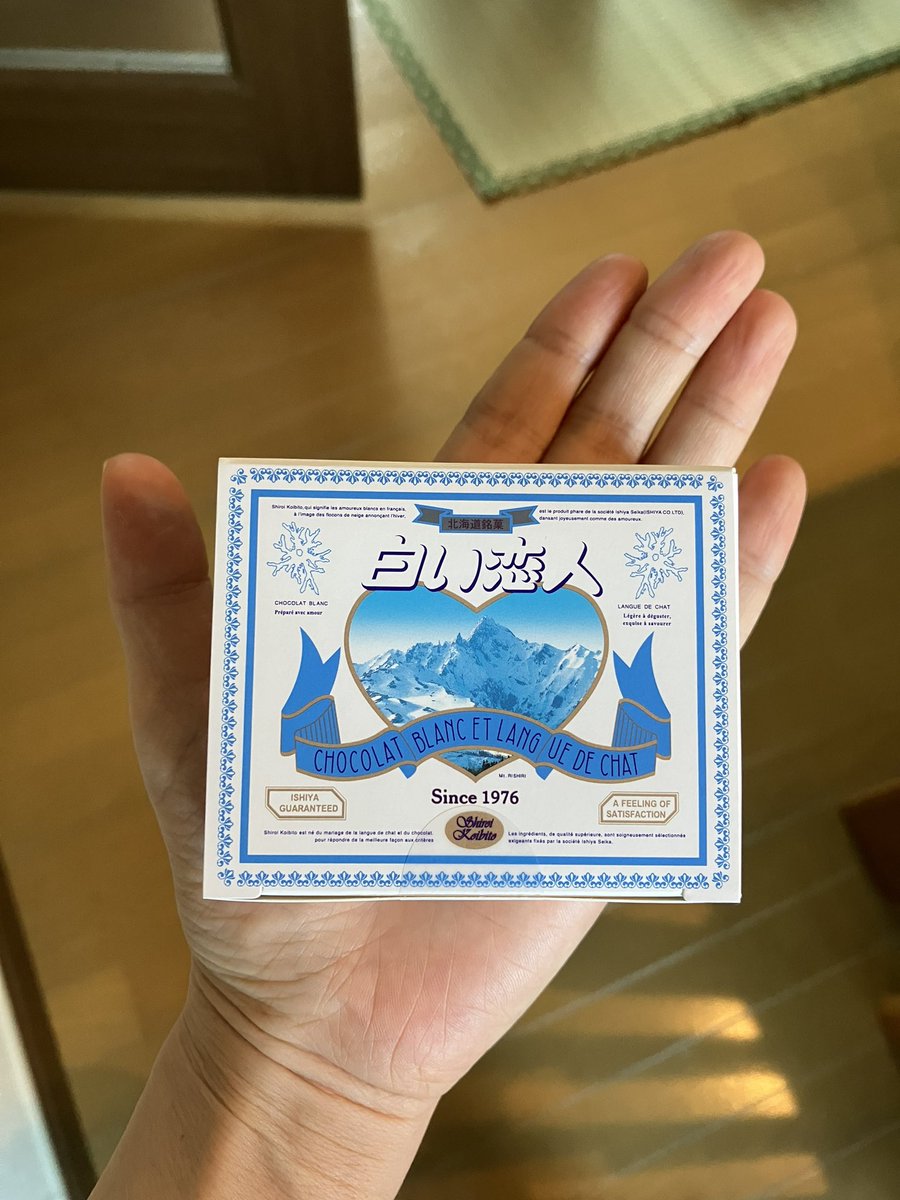 Shiroi Koibito, qui signifie les amoureux blancs en français,
à l'image des flocons de neige annonçant l'hiver,
北海道銘菓
est le produit phare de la société Ishiya Seika(ISHIYA CO.LTD),
dansant joyeusement comme des amoureux.
白い恋人
CHOCOLAT BLANC
Préparé avec amour
LANGUE DE CHAT
Légère à déguster,
exquise à savourer
CHOCOLAT BLANC ET LANGUE DE CHAT
Mt. RISHIRI
ISHIYA
GUARANTEED
Since 1976
A FEELING OF
SATISFACTION
Shiroi
Koibito
Shiroi Koibito est né du mariage de la langue de chat et du chocolat.
pour répondre de la meilleure façon aux critères
Les ingrédients, de qualité supérieure, sont soigneusement sélectionnés
exigeants fixés par la société Ishiya Seika.